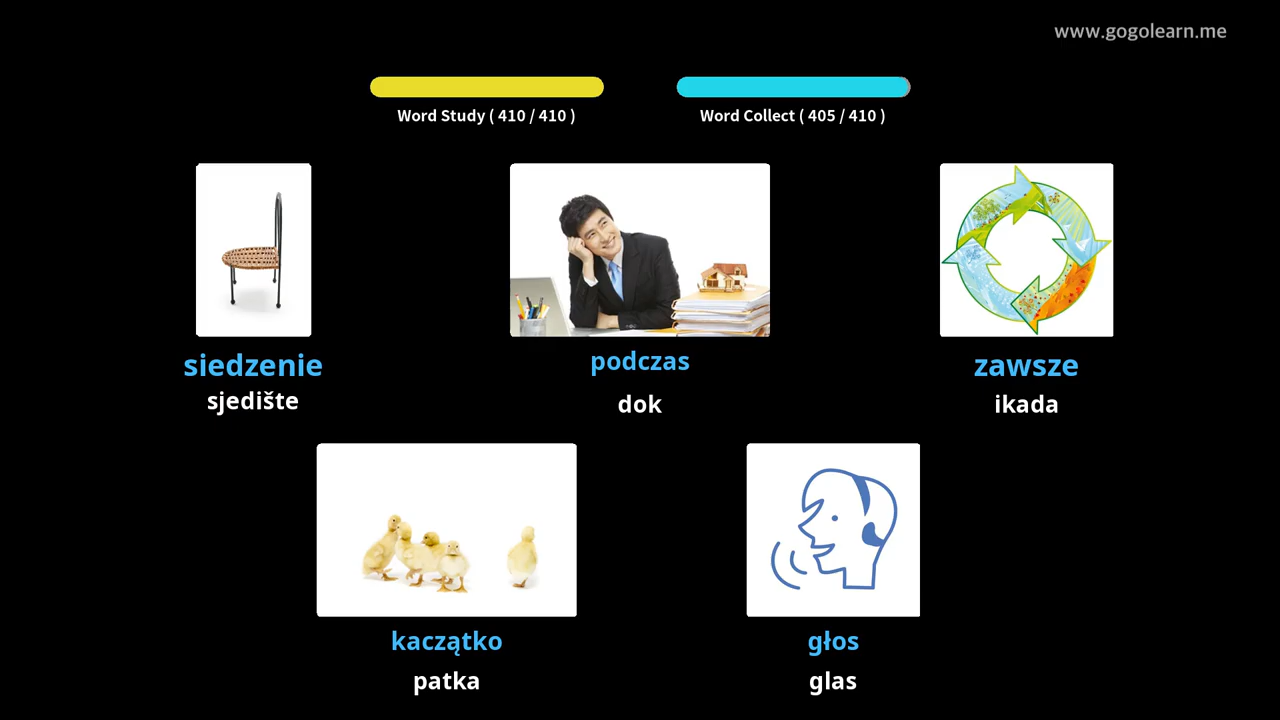 www.gogolearn.me
Word Study ( 410 / 410 )
Word Collect ( 405 / 410 )
siedzenie
sjedište
podczas
dok
zawsze
ikada
kaczątko
patka
głos
glas